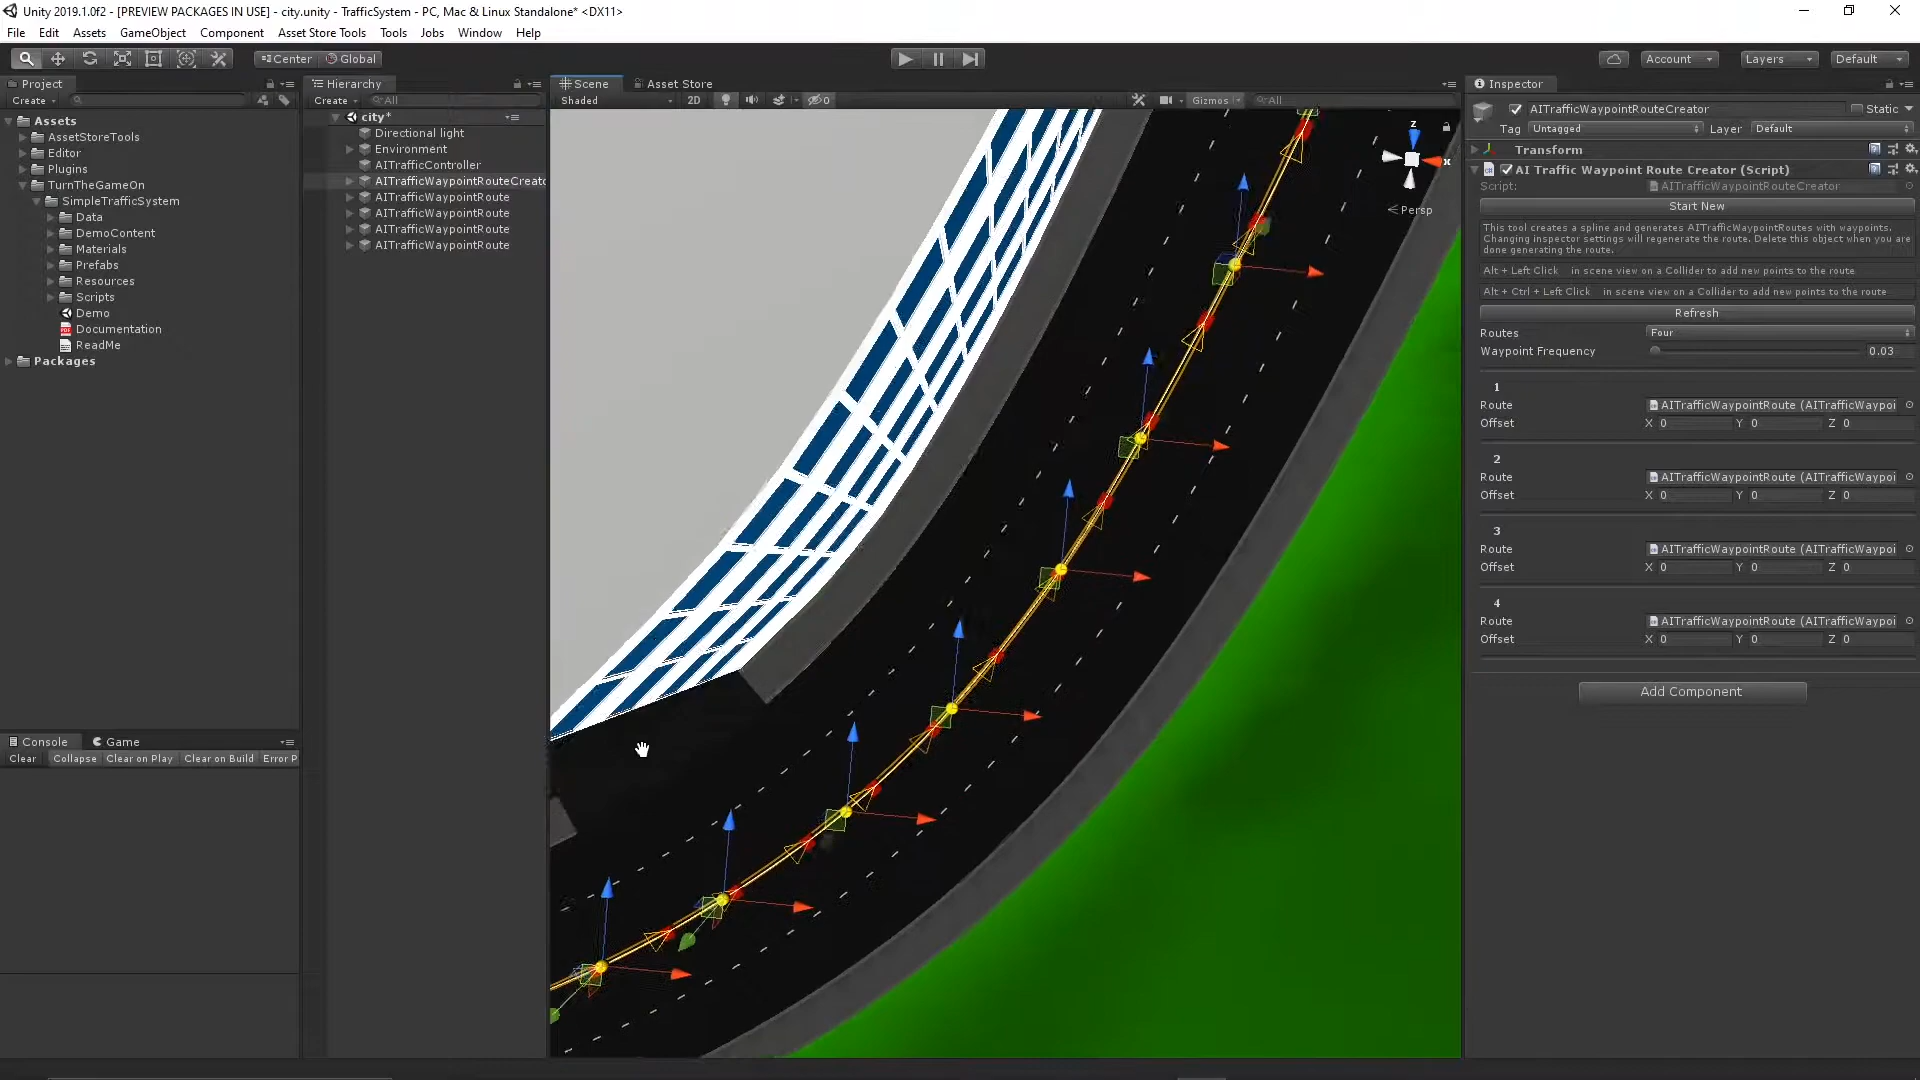 Unity 2019.1.0f2 - [PREVIEW PACKAGES IN USE] - city.unity - TrafficSystem - PC, Mac & Linux Standalone* <DX11>
File Edit Assets GameObject Component Asset Store Tools Tools Jobs Window Help
Center Global Account Layers Default
Project
Create
Assets
AssetStoreTools
Editor
Plugins
TurnTheGameOn
SimpleTrafficSystem
Data
DemoContent
Materials
Prefabs
Resources
Scripts
Demo
Documentation
ReadMe
Packages
Console Game
Clear Collapse Clear on Play Clear on Build Error P
Hierarchy
Create All
city*
Directional light
Environment
AITrafficController
AITrafficWaypointRouteCreato
AITrafficWaypointRoute
AITrafficWaypointRoute
AITrafficWaypointRoute
AITrafficWaypointRoute
Scene Asset Store
Shaded 2D 0 Gizmos All
z
x
Persp
Inspector
AITrafficWaypointRouteCreator Static
Tag Untagged Layer Default
Transform
AI Traffic Waypoint Route Creator (Script)
Script: AITrafficWaypointRouteCreator
Start New
This tool creates a spline and generates AITrafficWaypointRoutes with waypoints.
Changing inspector settings will regenerate the route. Delete this object when you are
done generating the route.
Alt + Left Click in scene view on a Collider to add new points to the route
Alt + Ctrl + Left Click in scene view on a Collider to add new points to the route
Refresh
Routes Four
Waypoint Frequency 0.03
1
Route AITrafficWaypointRoute (AITrafficWaypoi
Offset X 0 Y 0 Z 0
2
Route AITrafficWaypointRoute (AITrafficWaypoi
Offset X 0 Y 0 Z 0
3
Route AITrafficWaypointRoute (AITrafficWaypoi
Offset X 0 Y 0 Z 0
4
Route AITrafficWaypointRoute (AITrafficWaypoi
Offset X 0 Y 0 Z 0
Add Component